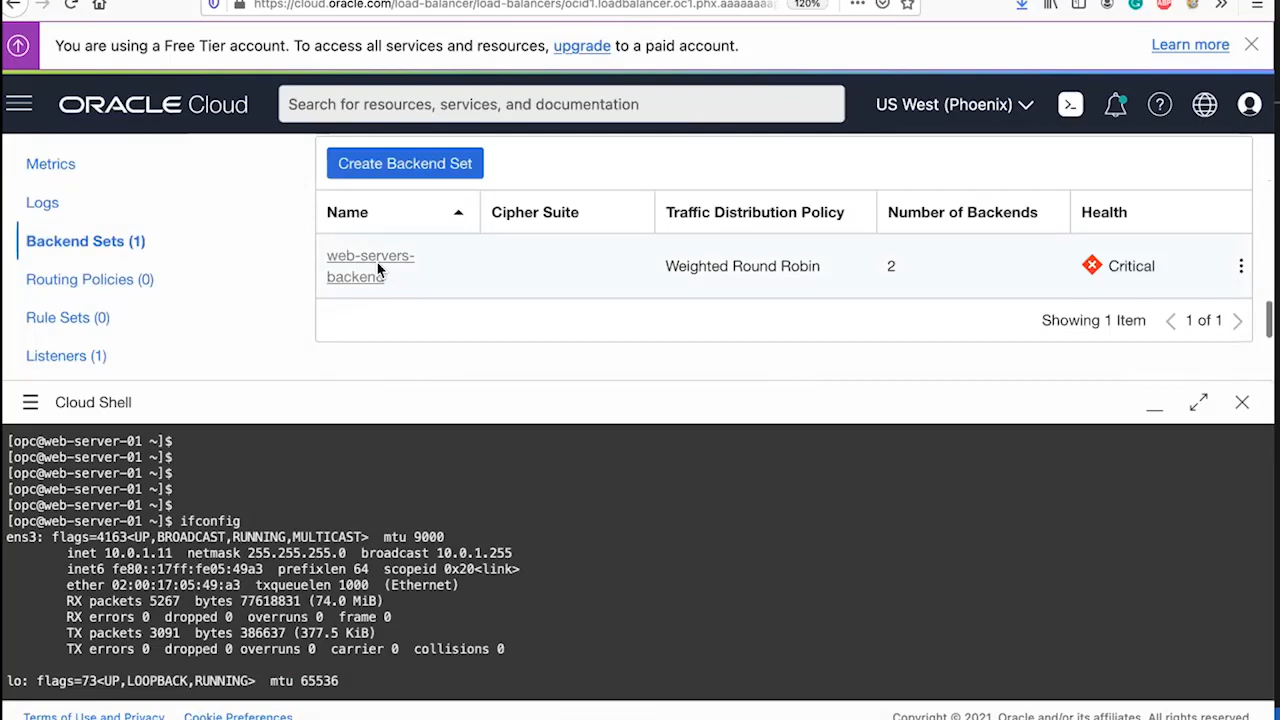 https://cloud.oracle.com/load-balancer/load-balancers/ocid1.loadbalancer.oc1.phx.aaaaaaaa
120%
You are using a Free Tier account. To access all services and resources, upgrade to a paid account.
Learn more
ORACLE Cloud
Search for resources, services, and documentation
US West (Phoenix)
Metrics
Logs
Backend Sets (1)
Routing Policies (0)
Rule Sets (0)
Listeners (1)
Create Backend Set
Name Cipher Suite Traffic Distribution Policy Number of Backends Health
web-servers-
backend Weighted Round Robin 2 Critical
Showing 1 Item 1 of 1
Cloud Shell
[opc@web-server-01 ~]$
[opc@web-server-01 ~]$
[opc@web-server-01 ~]$
[opc@web-server-01 ~]$
[opc@web-server-01 ~]$
[opc@web-server-01 ~]$ ifconfig
ens3: flags=4163<UP,BROADCAST,RUNNING,MULTICAST> mtu 9000
inet 10.0.1.11 netmask 255.255.255.0 broadcast 10.0.1.255
inet6 fe80::17ff:fe05:49a3 prefixlen 64 scopeid 0x20<link>
ether 02:00:17:05:49:a3 txqueuelen 1000 (Ethernet)
RX packets 5267 bytes 77618831 (74.0 MiB)
RX errors 0 dropped 0 overruns 0 frame 0
TX packets 3091 bytes 386637 (377.5 KiB)
TX errors 0 dropped 0 overruns 0 carrier 0 collisions 0
lo: flags=73<UP,LOOPBACK,RUNNING> mtu 65536
Terms of Use and Privacy Cookie Preferences
Copyright © 2021, Oracle and/or its affiliates. All rights reserved.